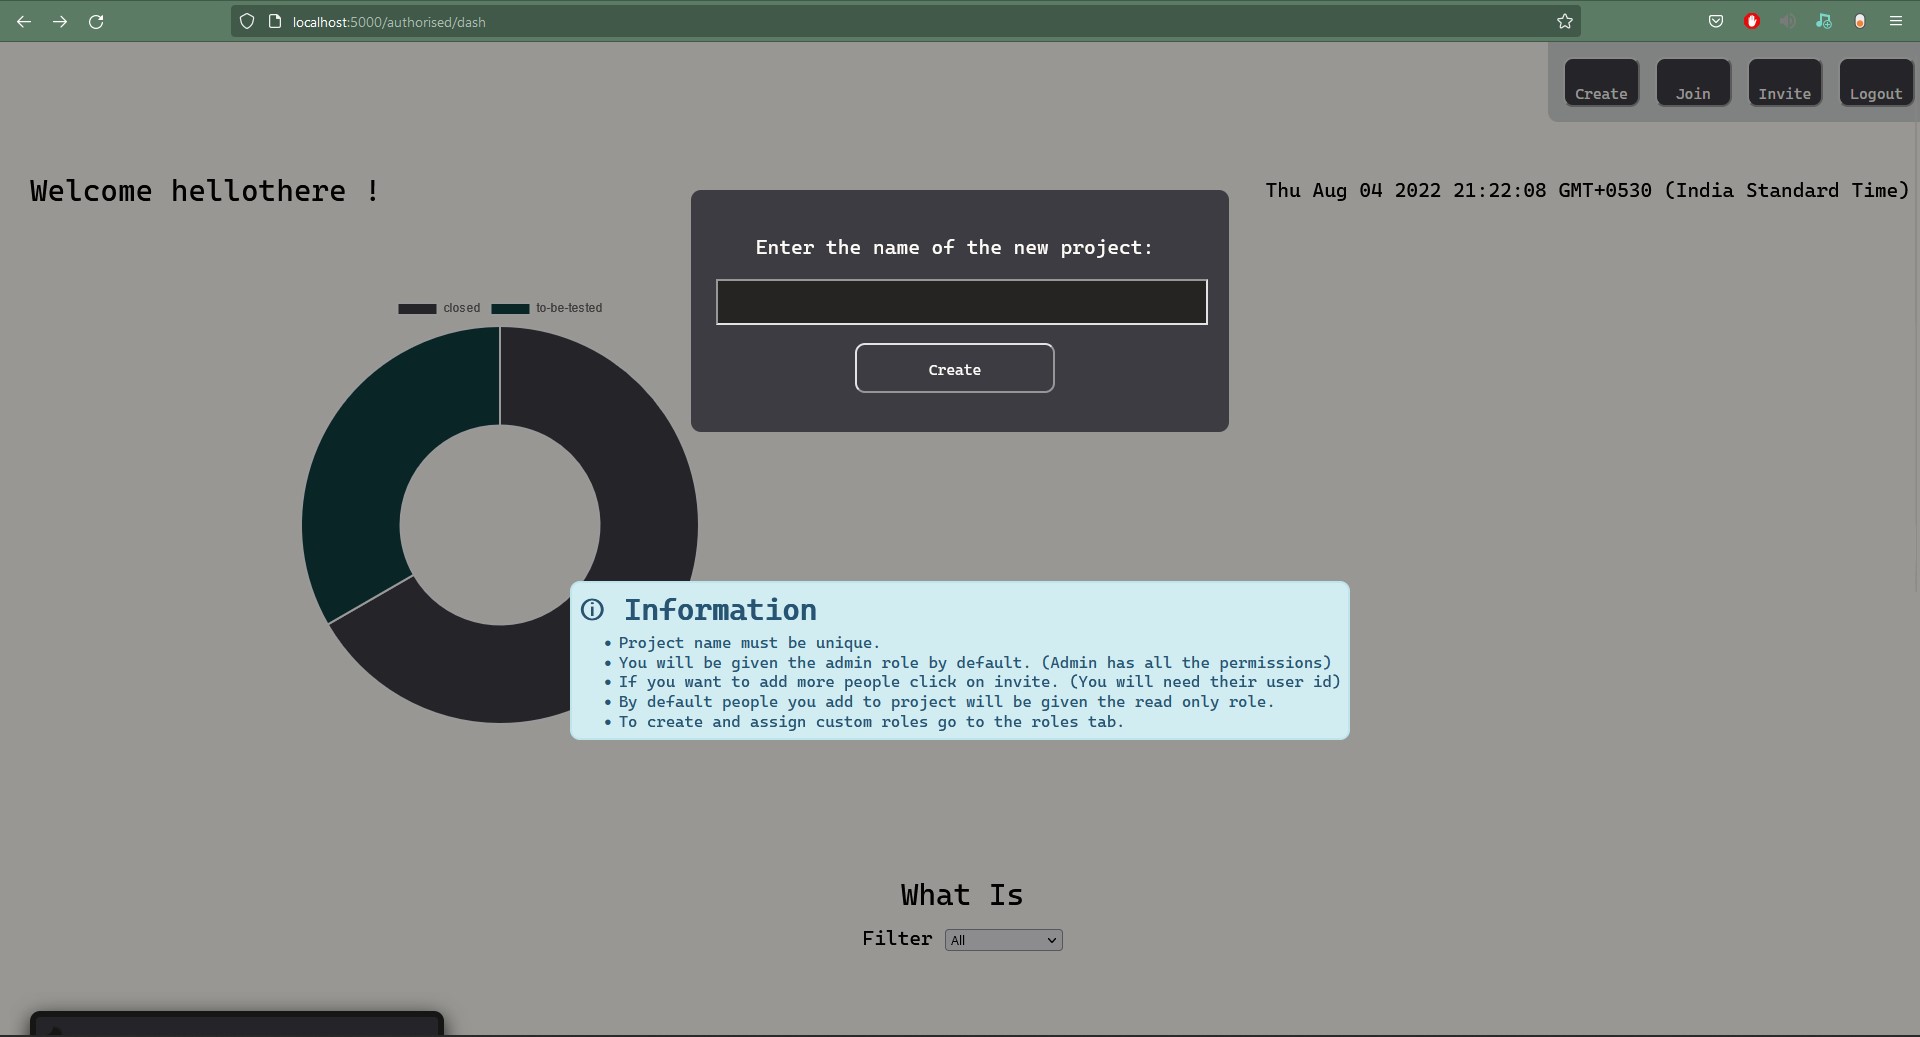 localhost:5000/authorised/dash
Create
Join
Invite
Logout
Welcome hellothere !
Thu Aug 04 2022 21:22:08 GMT+0530 (India Standard Time)
Enter the name of the new project:
Create
closed
to-be-tested
Information
• Project name must be unique.
• You will be given the admin role by default. (Admin has all the permissions)
• If you want to add more people click on invite. (You will need their user id)
• By default people you add to project will be given the read only role.
• To create and assign custom roles go to the roles tab.
What Is
Filter All